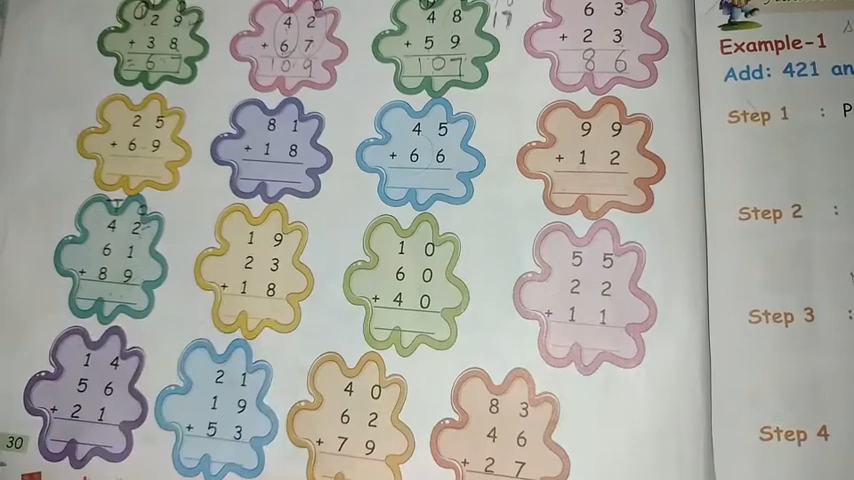 2 9
+ 3 8
= 6 7
4 2
+ 6 7
1 0 9
4 8
+ 5 9
1 0 7
1 9
6 3
+ 2 3
8 6
2 5
+ 6 9
8 1
+ 1 8
4 5
+ 6 6
9 9
+ 1 2
4 2
6 1
+ 8 9
1 9
2 3
+ 1 8
1 0
6 0
+ 4 0
5 5
2 2
+ 1 1
1 4
5 6
+ 2 1
2 1
1 9
+ 5 3
4 0
6 2
+ 7 9
8 3
4 6
+ 2 7
30
Example-1
Add: 421 an
Step 1 : P
Step 2 :
Step 3 :
Step 4